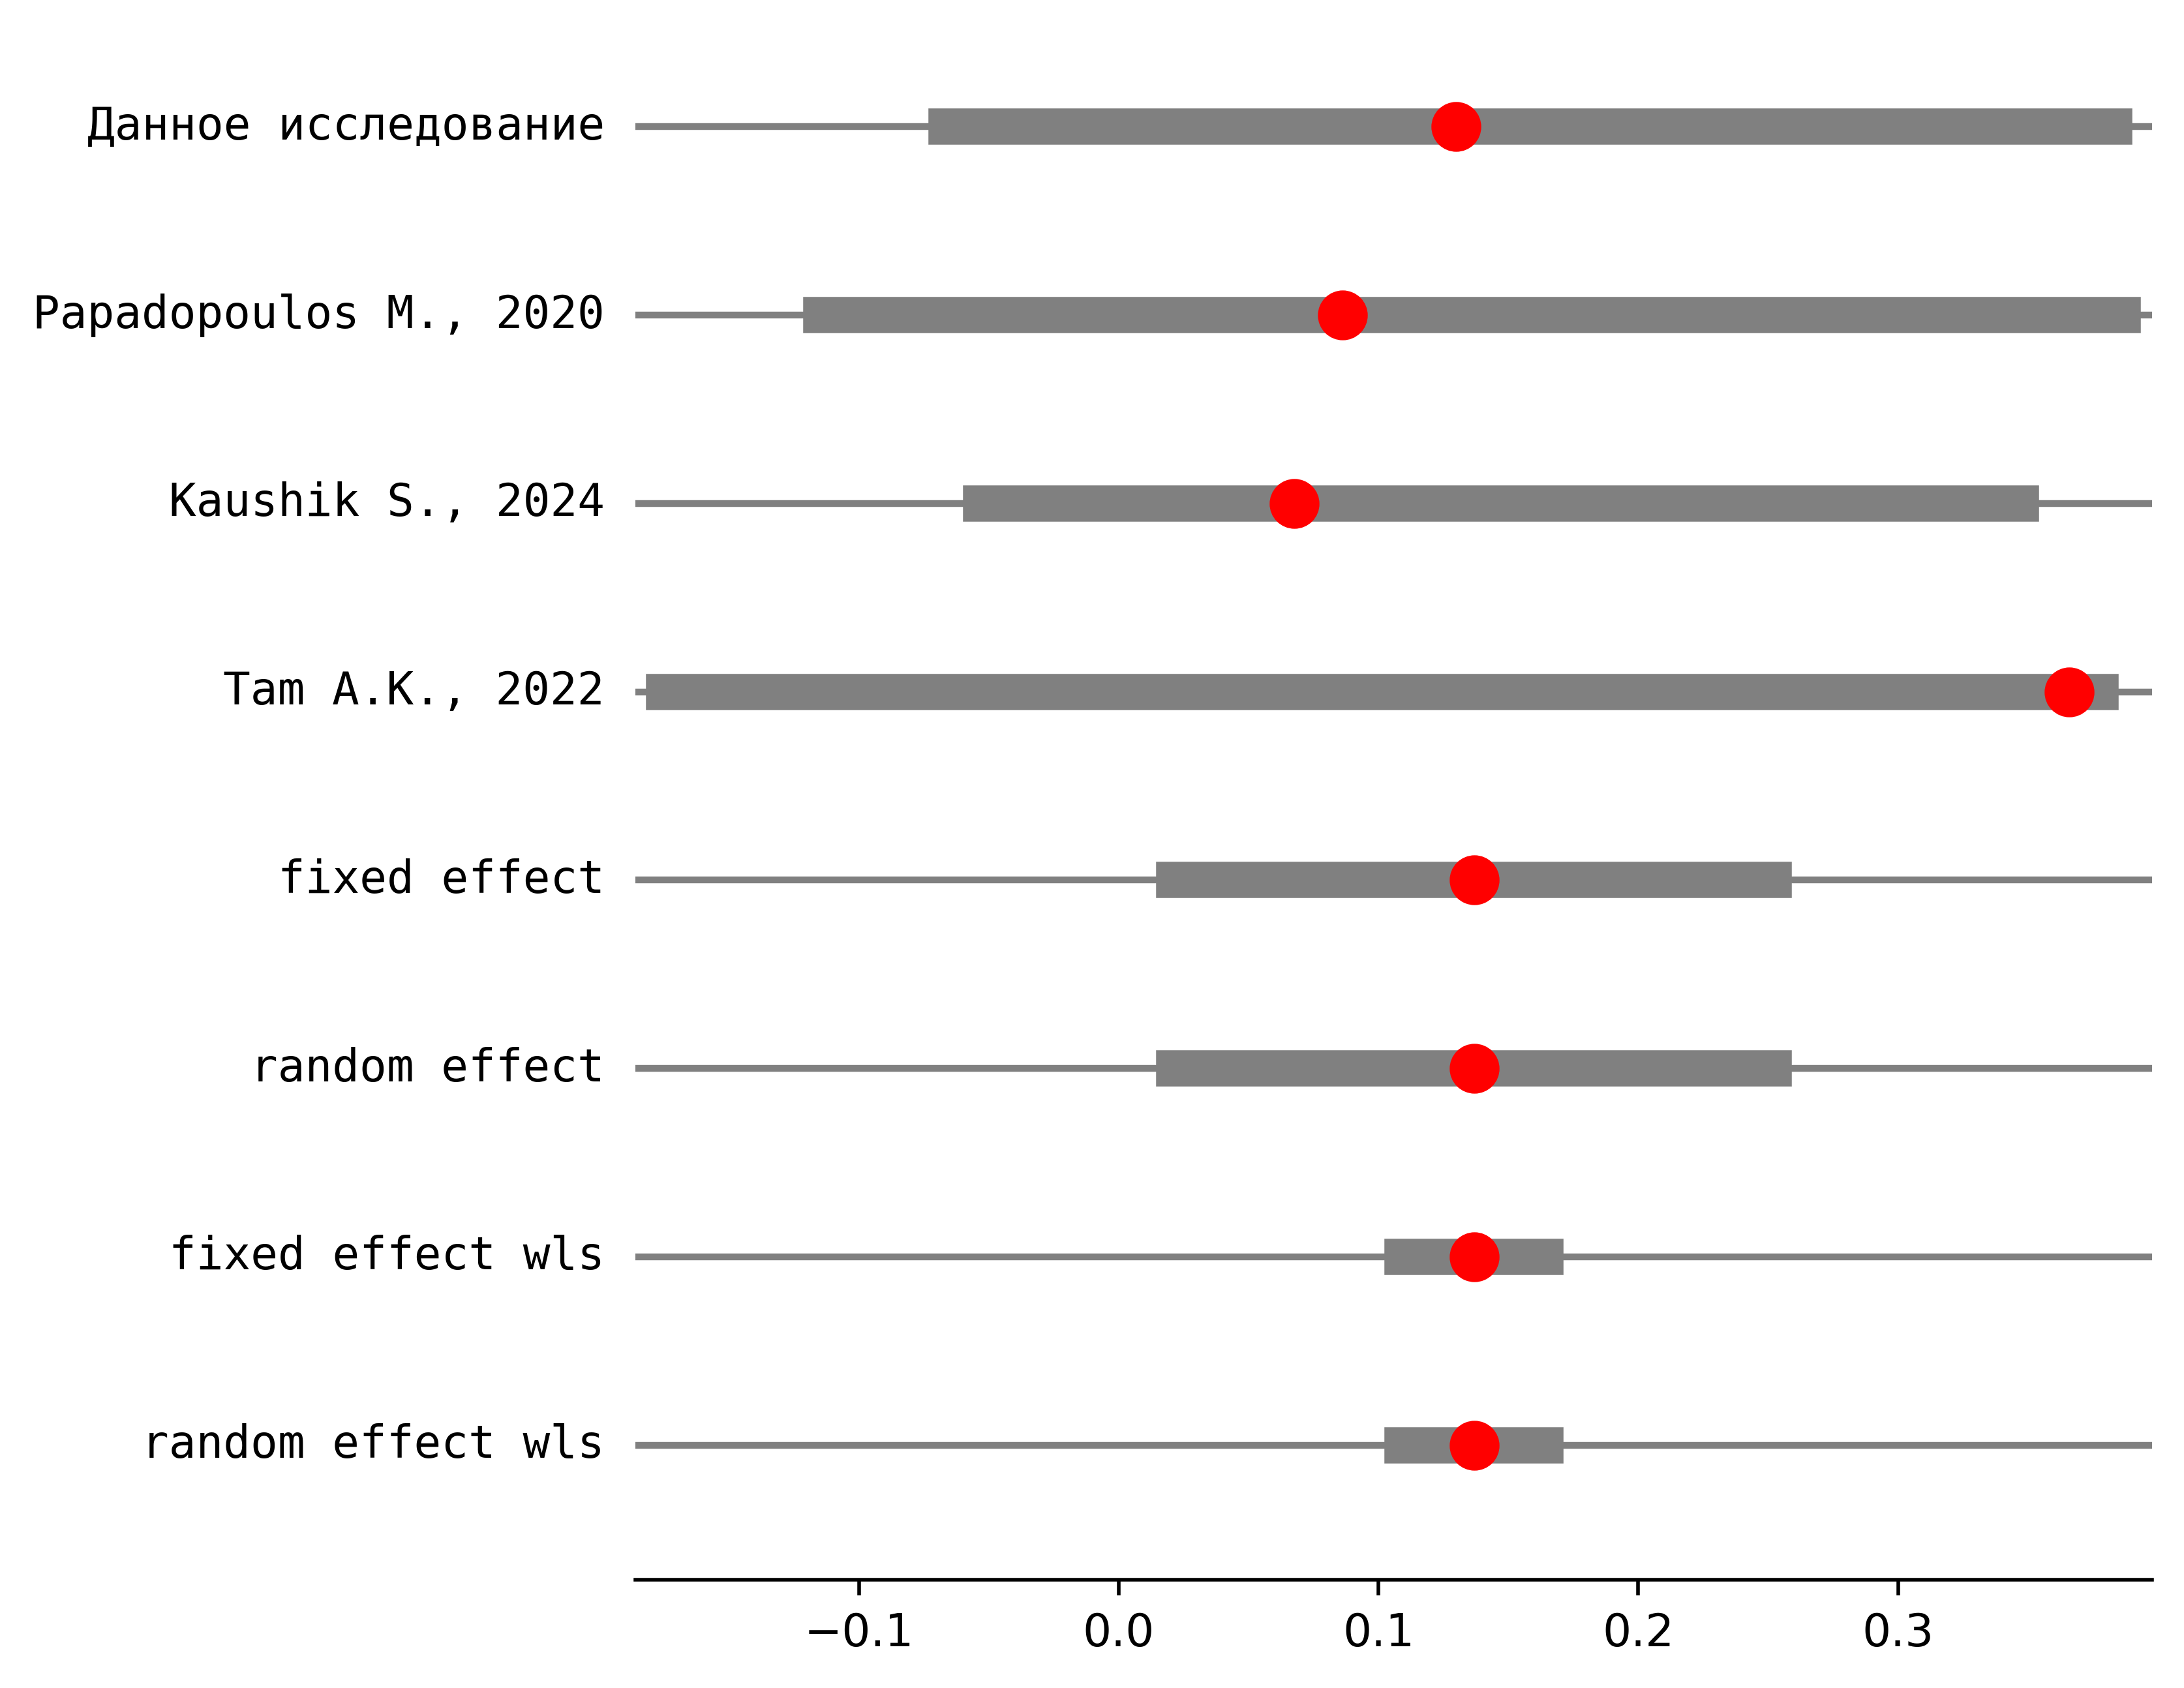 Данное исследование
Papadopoulos M., 2020
Kaushik S., 2024
Tam A.K., 2022
fixed effect
random effect
fixed effect wls
random effect wls
−0.1 0.0 0.1 0.2 0.3